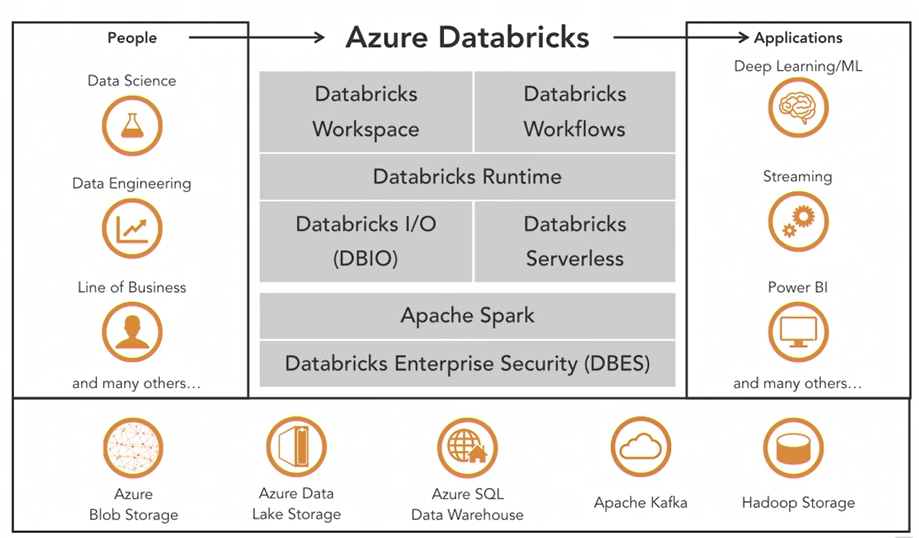 People
Azure Databricks
Applications
Data Science
Data Engineering
Line of Business
and many others...
Databricks
Workspace
Databricks
Workflows
Databricks Runtime
Databricks I/O
(DBIO)
Databricks
Serverless
Apache Spark
Databricks Enterprise Security (DBES)
Deep Learning/ML
Streaming
Power BI
and many others...
Azure
Blob Storage
Azure Data
Lake Storage
Azure SQL
Data Warehouse
Apache Kafka
Hadoop Storage